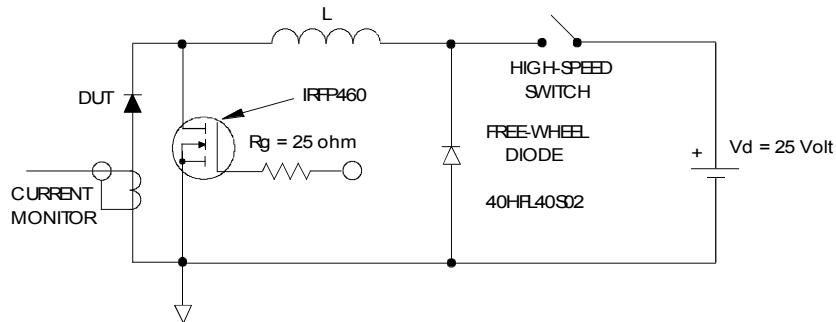 L
HIGH-SPEED
SWITCH
DUT
IRFP460
Rg = 25 ohm
FREE-WHEEL
DIODE
+
Vd = 25 Volt
CURRENT
MONITOR
40HFL40S02